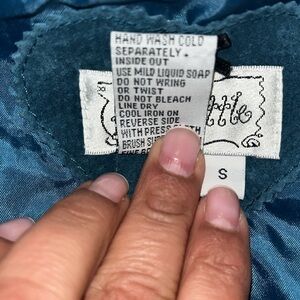 HAND WASH COLD
SEPARATELY.
INSIDE OUT
USE MILD LIQUID SOAP
DO NOT WRING
OR TWIST
DO NOT BLEACH
LINE DRY
COOL IRON ON
REVERSE SIDE
WITH PRESS CLOTH
BRUSH
S